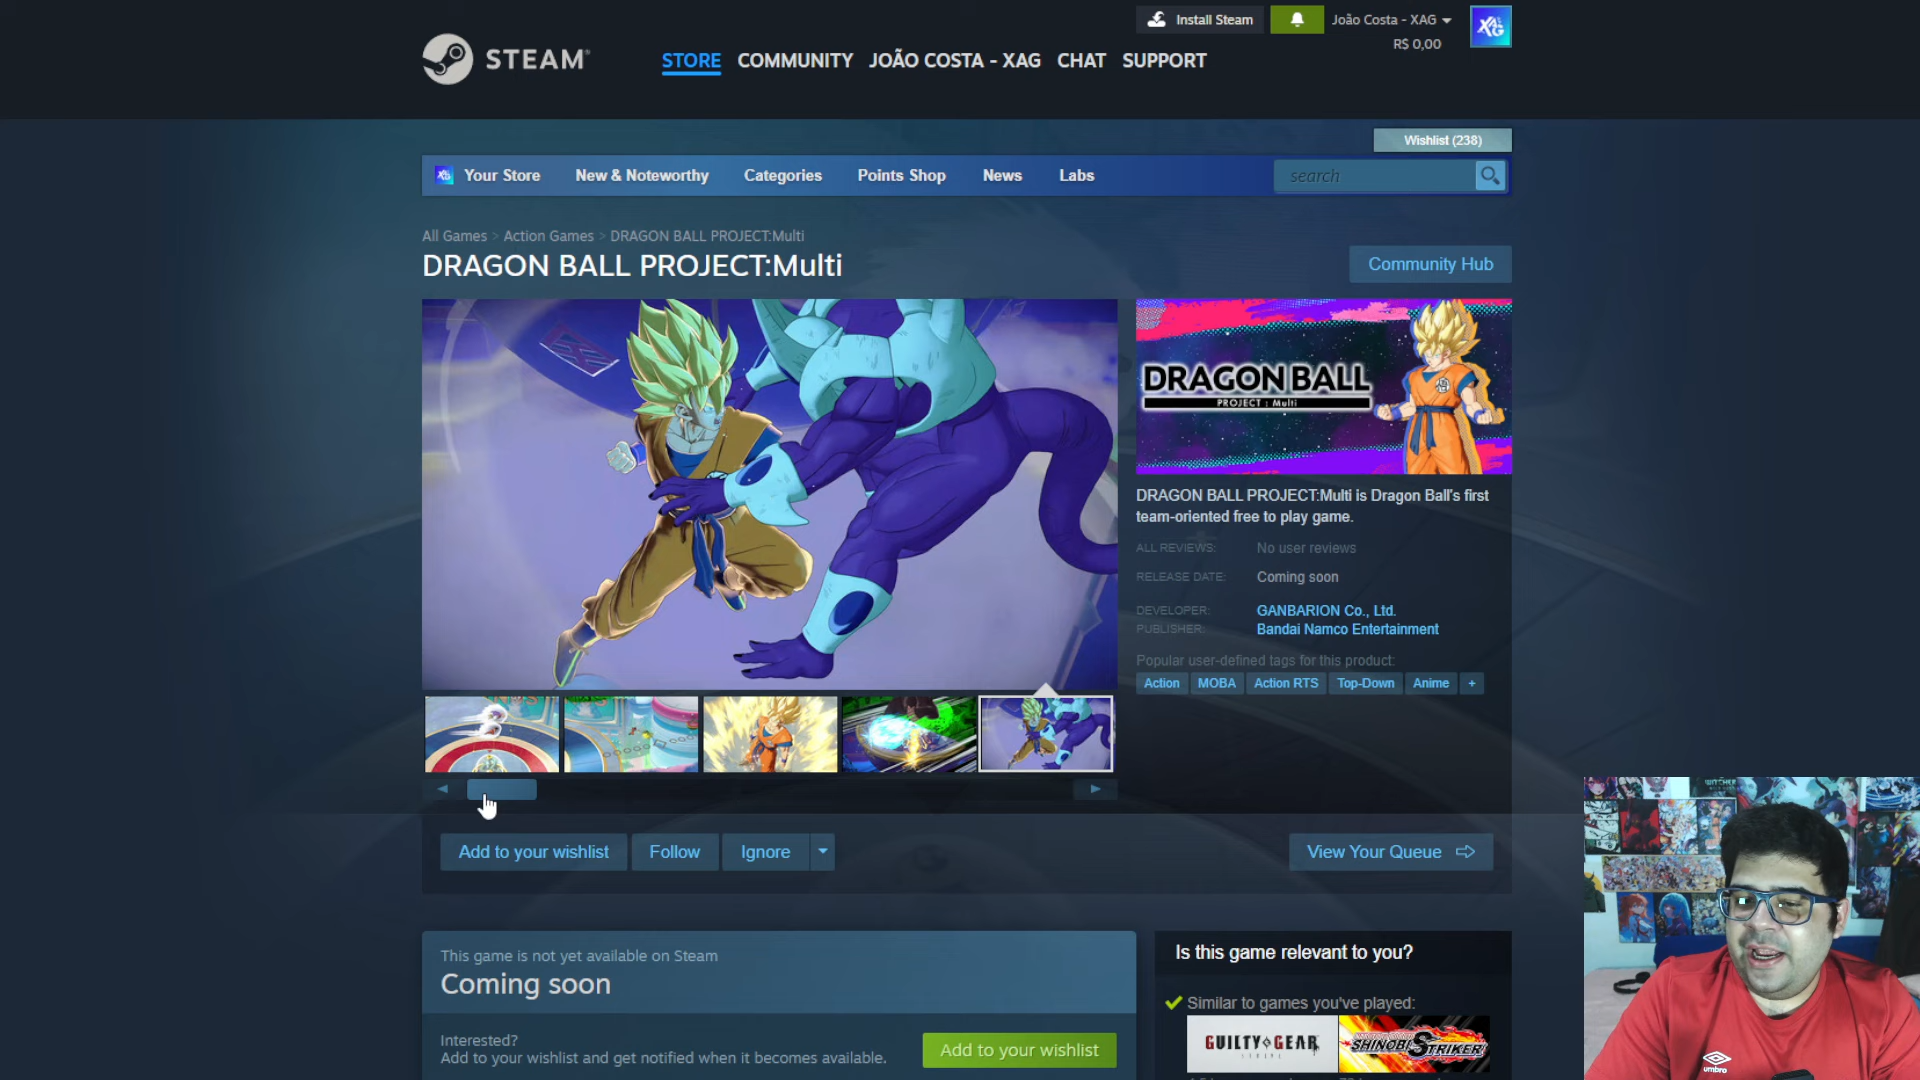 Install Steam
João Costa - XAG
XAG
R$ 0,00
STEAM®
STORE COMMUNITY JOÃO COSTA - XAG CHAT SUPPORT
Wishlist (238)
Your Store New & Noteworthy Categories Points Shop News Labs
search
All Games > Action Games > DRAGON BALL PROJECT:Multi
DRAGON BALL PROJECT:Multi
Community Hub
DRAGON BALL
PROJECT : Multi
DRAGON BALL PROJECT:Multi is Dragon Ball's first
team-oriented free to play game.
ALL REVIEWS: No user reviews
RELEASE DATE: Coming soon
DEVELOPER: GANBARION Co., Ltd.
PUBLISHER: Bandai Namco Entertainment
Popular user-defined tags for this product:
Action MOBA Action RTS Top-Down Anime +
Add to your wishlist Follow Ignore
View Your Queue
This game is not yet available on Steam
Coming soon
Interested?
Add to your wishlist and get notified when it becomes available.
Add to your wishlist
Is this game relevant to you?
Similar to games you've played:
GUILTY GEAR
STRIVE
SHINOBI STRIKER
umbro